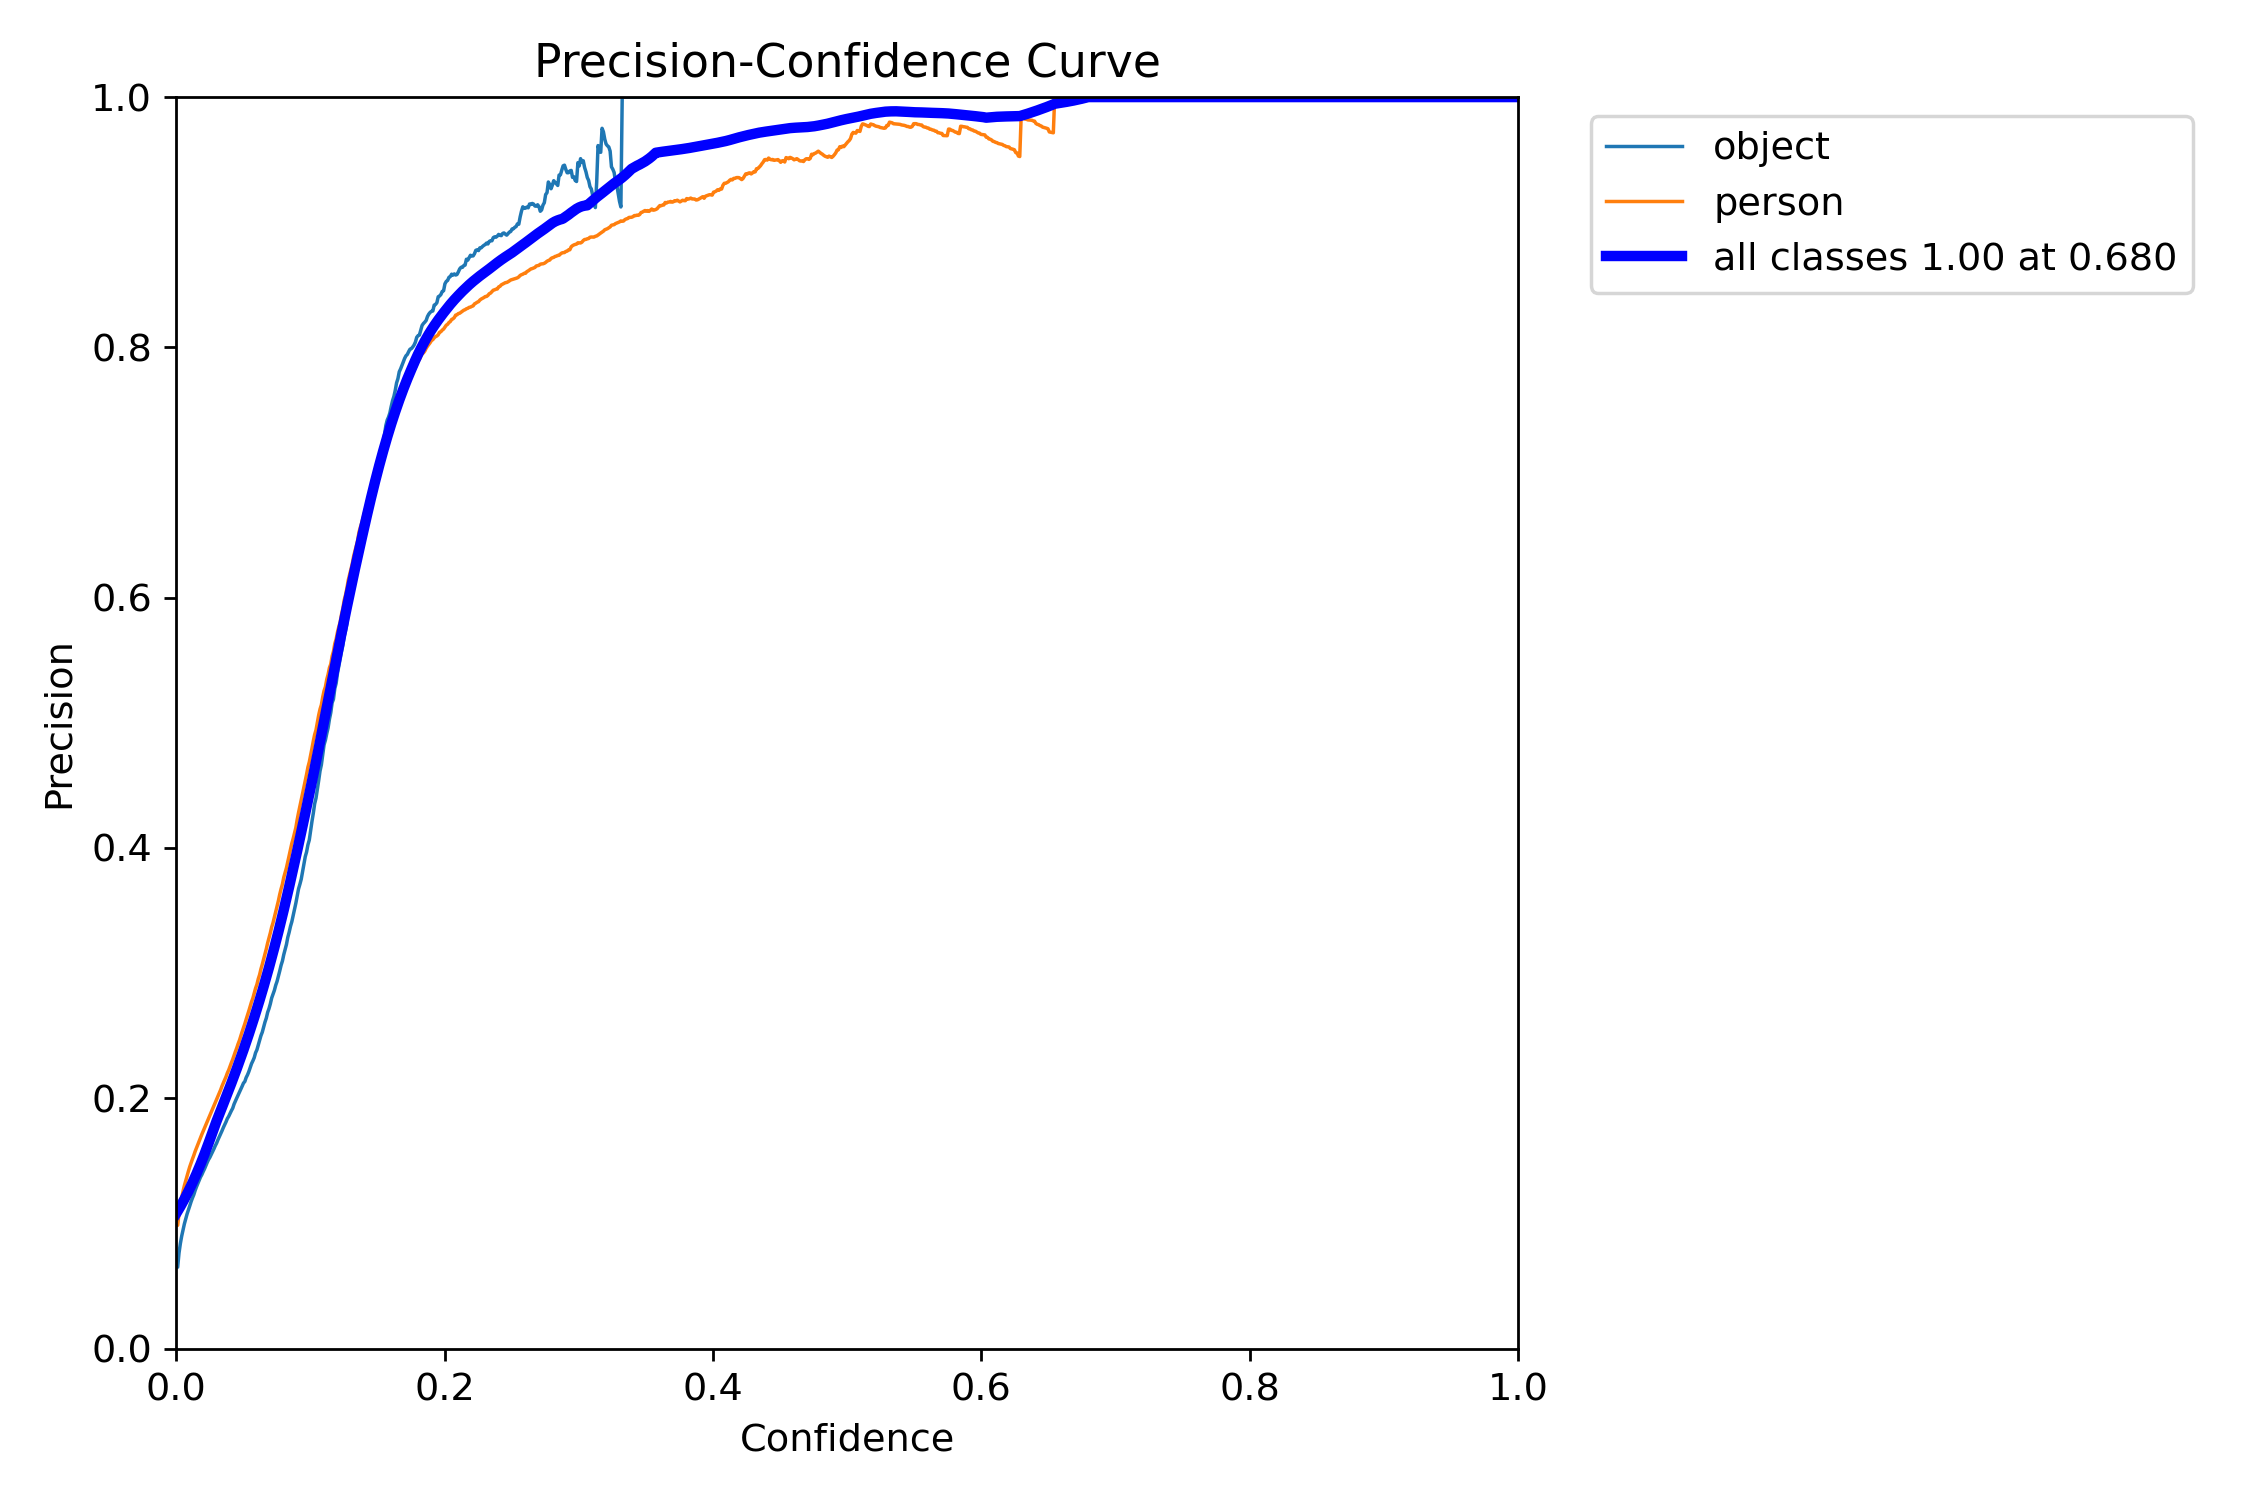 Precision-Confidence Curve
1.0
0.8
0.6
0.4
0.2
0.0
Precision
0.0 0.2 0.4 0.6 0.8 1.0
Confidence
object
person
all classes 1.00 at 0.680